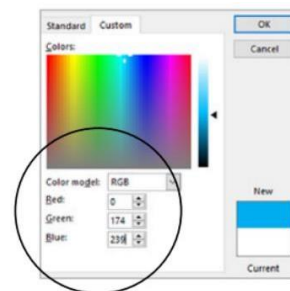 Standard Custom OK
Colors: Cancel
Color model: RGB
Red: 0
Green: 174
Blue: 239
New
Current